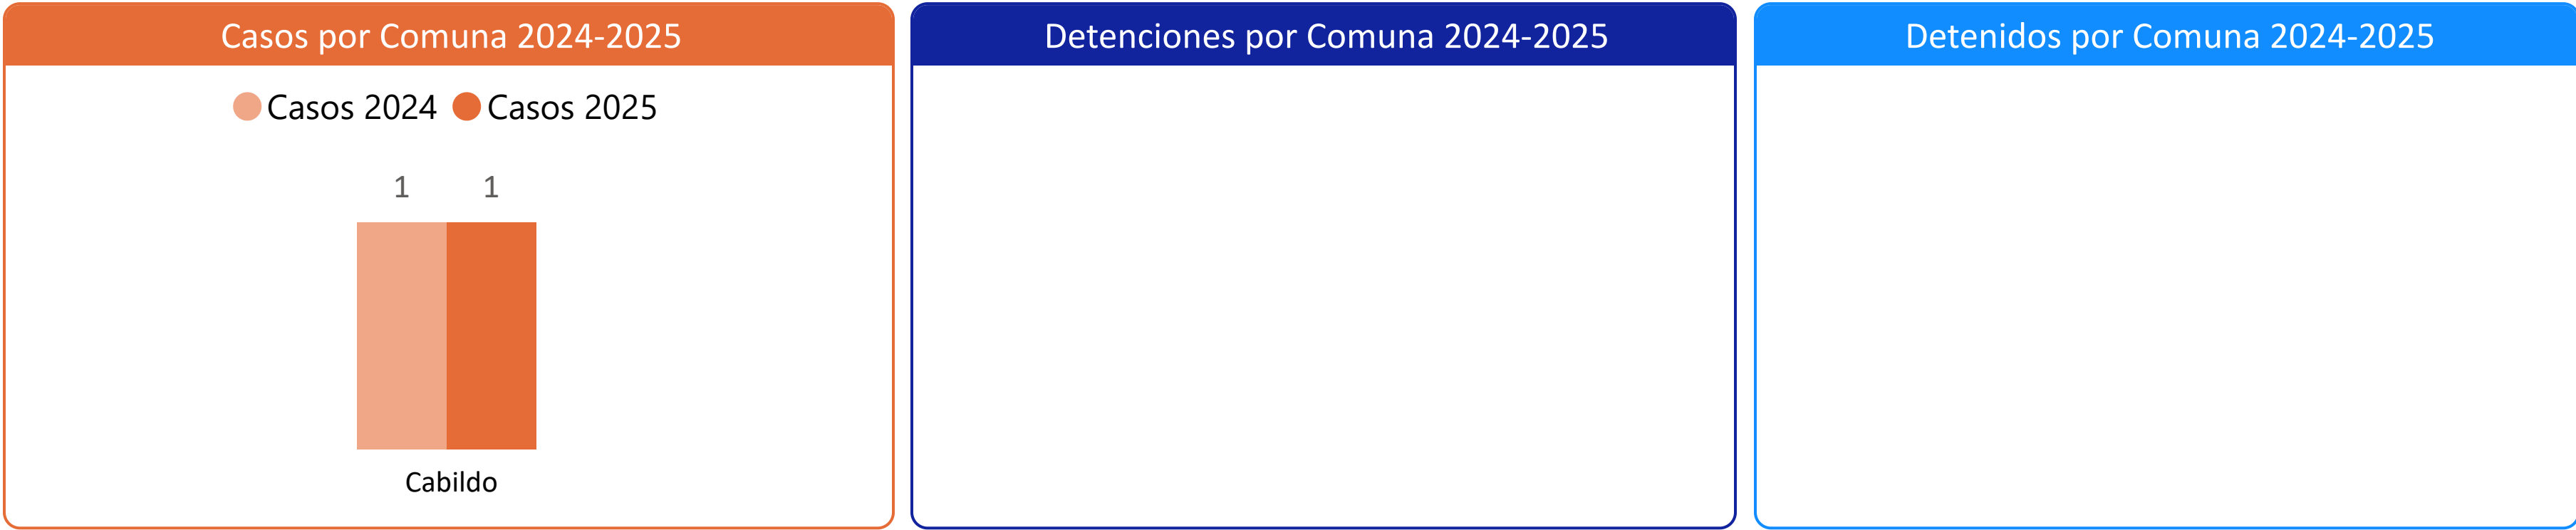 Casos por Comuna 2024-2025
Casos 2024 Casos 2025
1 1
Cabildo
Detenciones por Comuna 2024-2025
Detenidos por Comuna 2024-2025